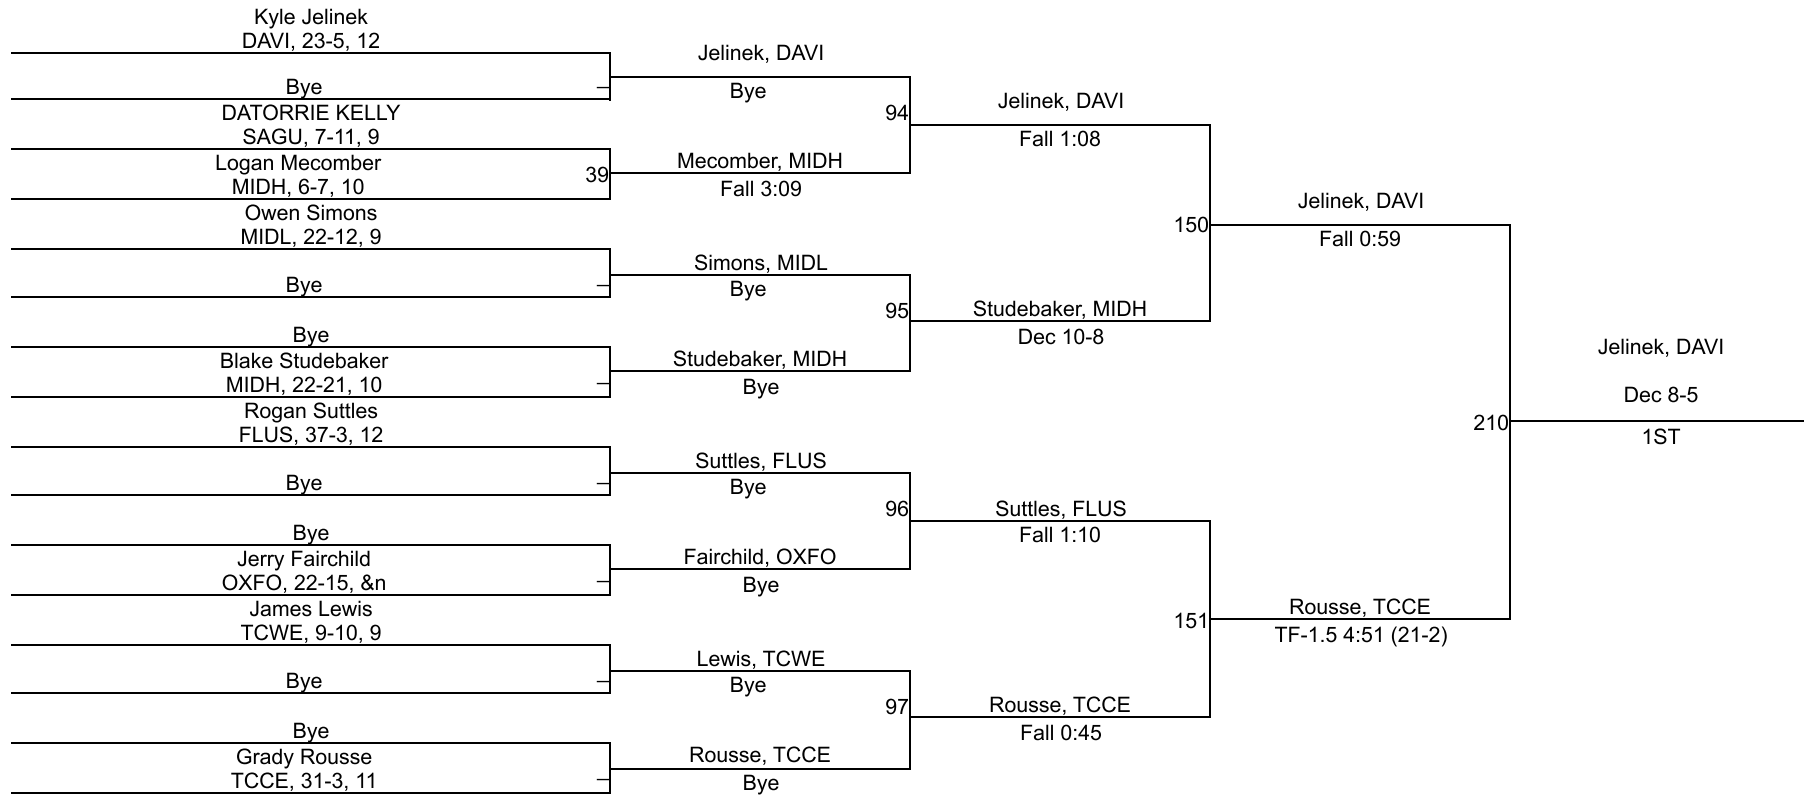 Kyle Jelinek
DAVI, 23-5, 12
Bye
DATORRIE KELLY
SAGU, 7-11, 9
Logan Mecomber
MIDH, 6-7, 10
Owen Simons
MIDL, 22-12, 9
Bye
Bye
Blake Studebaker
MIDH, 22-21, 10
Rogan Suttles
FLUS, 37-3, 12
Bye
Bye
Jerry Fairchild
OXFO, 22-15, &n
James Lewis
TCWE, 9-10, 9
Bye
Bye
Grady Rousse
TCCE, 31-3, 11
39
Jelinek, DAVI
Bye
Mecomber, MIDH
Fall 3:09
Simons, MIDL
Bye
Studebaker, MIDH
Bye
Suttles, FLUS
Bye
Fairchild, OXFO
Bye
Lewis, TCWE
Bye
Rousse, TCCE
Bye
94
95
96
97
Jelinek, DAVI
Fall 1:08
Studebaker, MIDH
Dec 10-8
Suttles, FLUS
Fall 1:10
Rousse, TCCE
Fall 0:45
150
151
Jelinek, DAVI
Fall 0:59
Rousse, TCCE
TF-1.5 4:51 (21-2)
210
Jelinek, DAVI
Dec 8-5
1ST